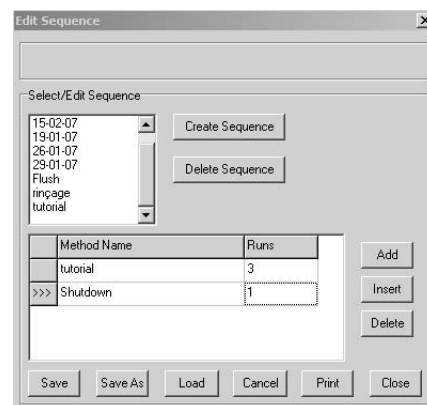 Edit Sequence
Select/Edit Sequence
15-02-07
19-01-07
26-01-07
29-01-07
Flush
rinçage
tutorial
Create Sequence
Delete Sequence
Method Name Runs
tutorial 3
>>> Shutdown 1
Add
Insert
Delete
Save Save As Load Cancel Print Close